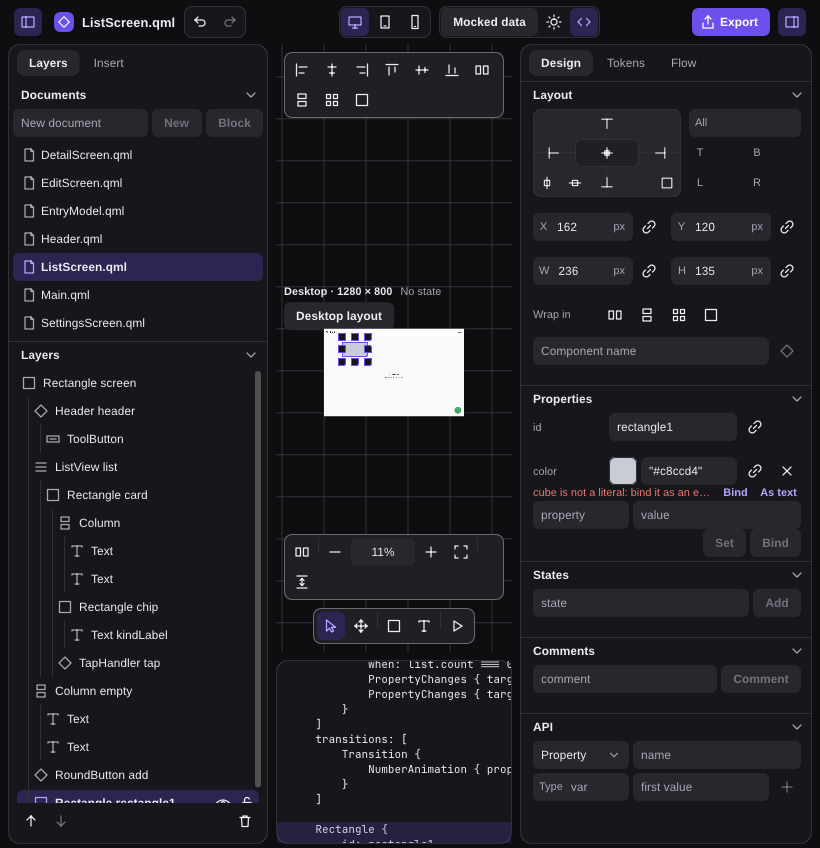 ListScreen.qml
Mocked data
Export
Layers Insert
Documents
New document New Block
DetailScreen.qml
EditScreen.qml
EntryModel.qml
Header.qml
ListScreen.qml
Main.qml
SettingsScreen.qml
Layers
Rectangle screen
Header header
ToolButton
ListView list
Rectangle card
Column
Text
Text
Rectangle chip
Text kindLabel
TapHandler tap
Column empty
Text
Text
RoundButton add
Rectangle rectangle1
Desktop · 1280 × 800 No state
Desktop layout
11%
when: list.count
PropertyChanges { targ
PropertyChanges { targ
}
]
transitions: [
Transition {
NumberAnimation { prop
}
]
Rectangle {
id: rectangle1
Design Tokens Flow
Layout
All
T B
L R
X 162 px Y 120 px
W 236 px H 135 px
Wrap in
Component name
Properties
id rectangle1
color "#c8ccd4"
cube is not a literal: bind it as an e… Bind As text
property value
Set Bind
States
state Add
Comments
comment Comment
API
Property name
Type var first value